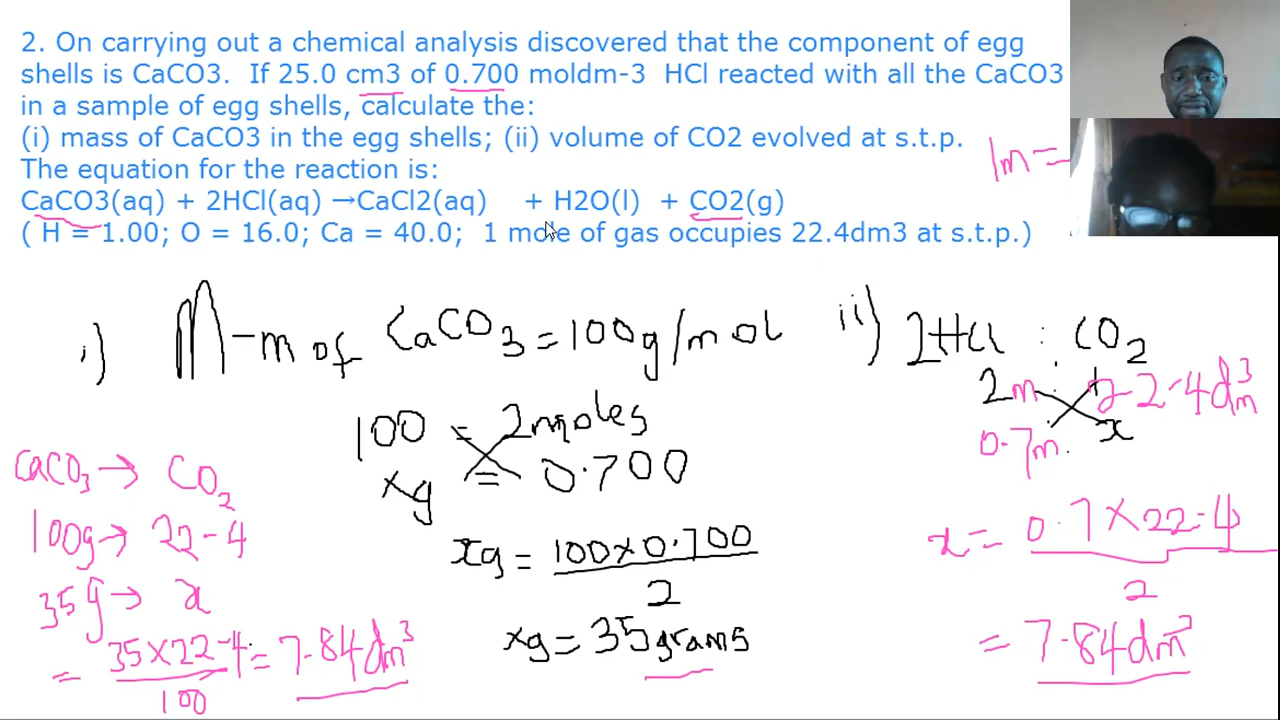 2. On carrying out a chemical analysis discovered that the component of egg
shells is CaCO3. If 25.0 cm3 of 0.700 moldm-3 HCl reacted with all the CaCO3
in a sample of egg shells, calculate the:
(i) mass of CaCO3 in the egg shells; (ii) volume of CO2 evolved at s.t.p.
The equation for the reaction is:
CaCO3(aq) + 2HCl(aq) →CaCl2(aq) + H2O(l) + CO2(g)
( H = 1.00; O = 16.0; Ca = 40.0; 1 mole of gas occupies 22.4dm3 at s.t.p.)
1m =
i) M-m of CaCO3 = 100g/mol
100 = 2moles
xg = 0.700
xg = 100x0.700
2
xg = 35grams
CaCO3 → CO2
100g → 22-4
35g → x
= 35x22-4 = 7.84dm3
100
ii) 2HCl : CO2
2m : 22-4dm3
0.7m. x
x = 0.7x22-4
2
= 7.84dm3